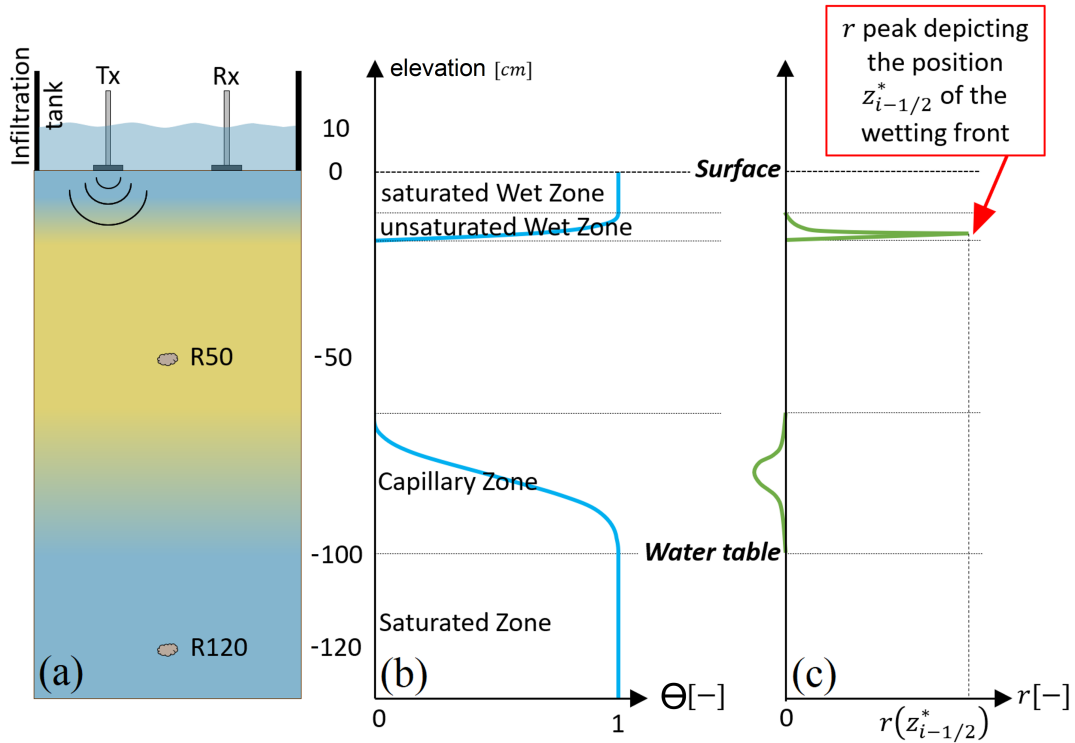 Infiltration
tank
Tx
Rx
10
0
-50
-100
-120
R50
R120
(a)
elevation [cm]
saturated Wet Zone
unsaturated Wet Zone
Capillary Zone
Saturated Zone
(b)
0
1
Θ[−]
Surface
Water table
r peak depicting
the position
z*i−1/2 of the
wetting front
(c)
0
r(z*i−1/2)
r[−]